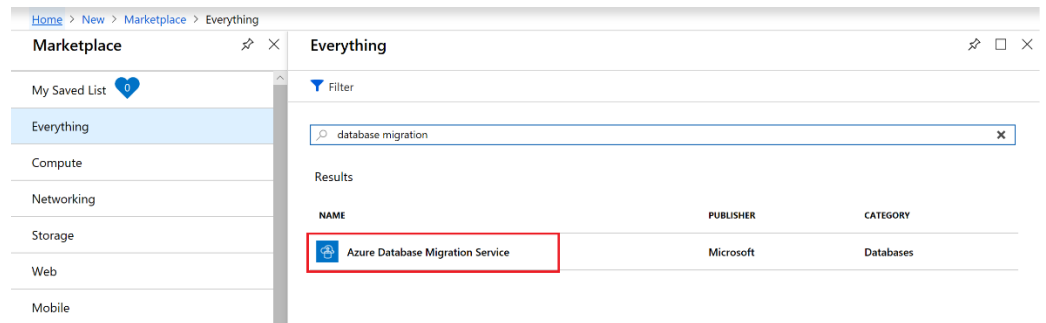 Home > New > Marketplace > Everything
Marketplace
My Saved List 0
Everything
Compute
Networking
Storage
Web
Mobile
Everything
Filter
database migration
Results
NAME PUBLISHER CATEGORY
Azure Database Migration Service Microsoft Databases